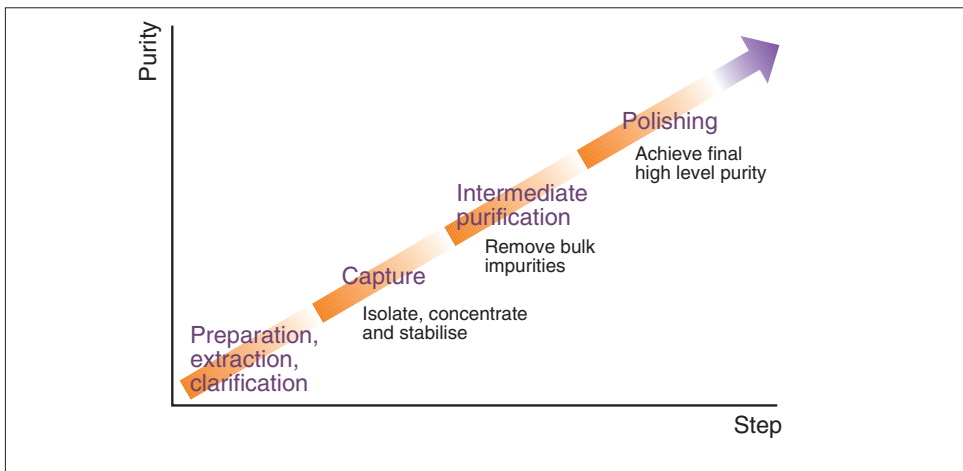 Purity
Polishing
Achieve final
high level purity
Intermediate
purification
Remove bulk
impurities
Capture
Isolate, concentrate
and stabilise
Preparation,
extraction,
clarification
Step